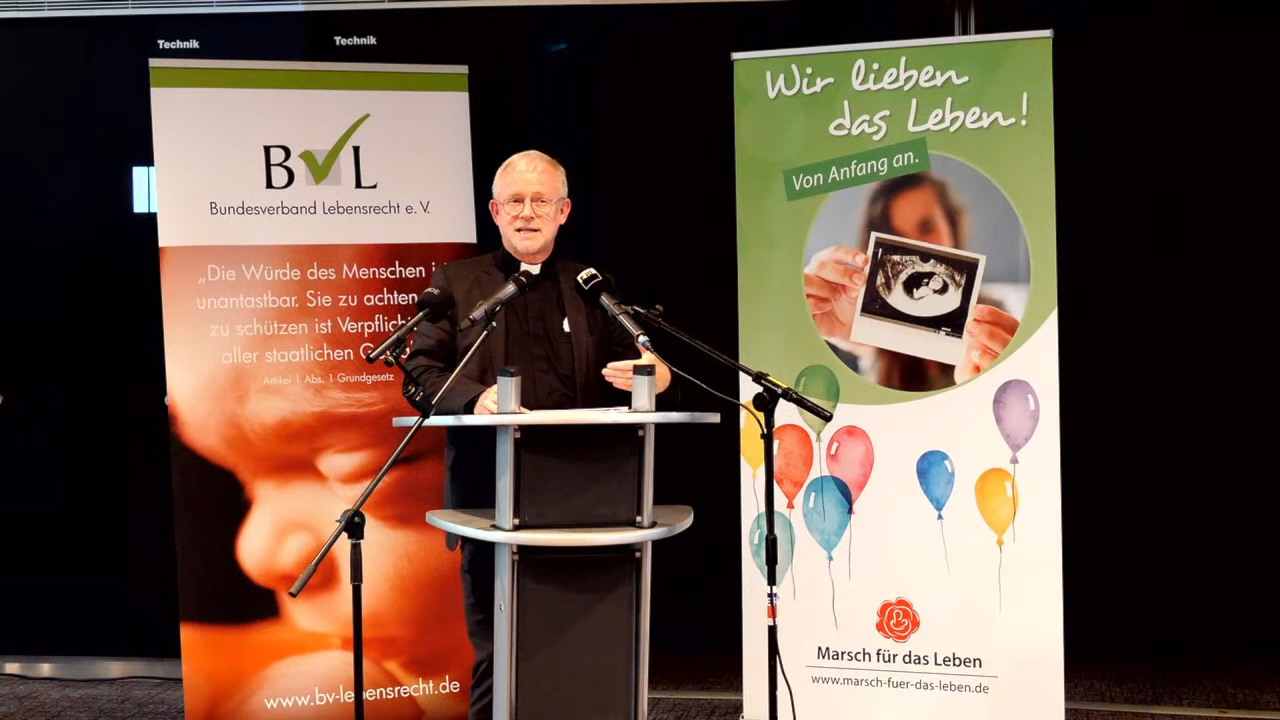 Technik
Technik
BVL
Bundesverband Lebensrecht e. V.
„Die Würde des Menschen
unantastbar. Sie zu achten
zu schützen ist
aller staatlichen
Artikel 1 Abs. 1 Grundgesetz
www.bv-lebensrecht.de
Wir lieben
das Leben!
Von Anfang an.
Marsch für das Leben
www.marsch-fuer-das-leben.de